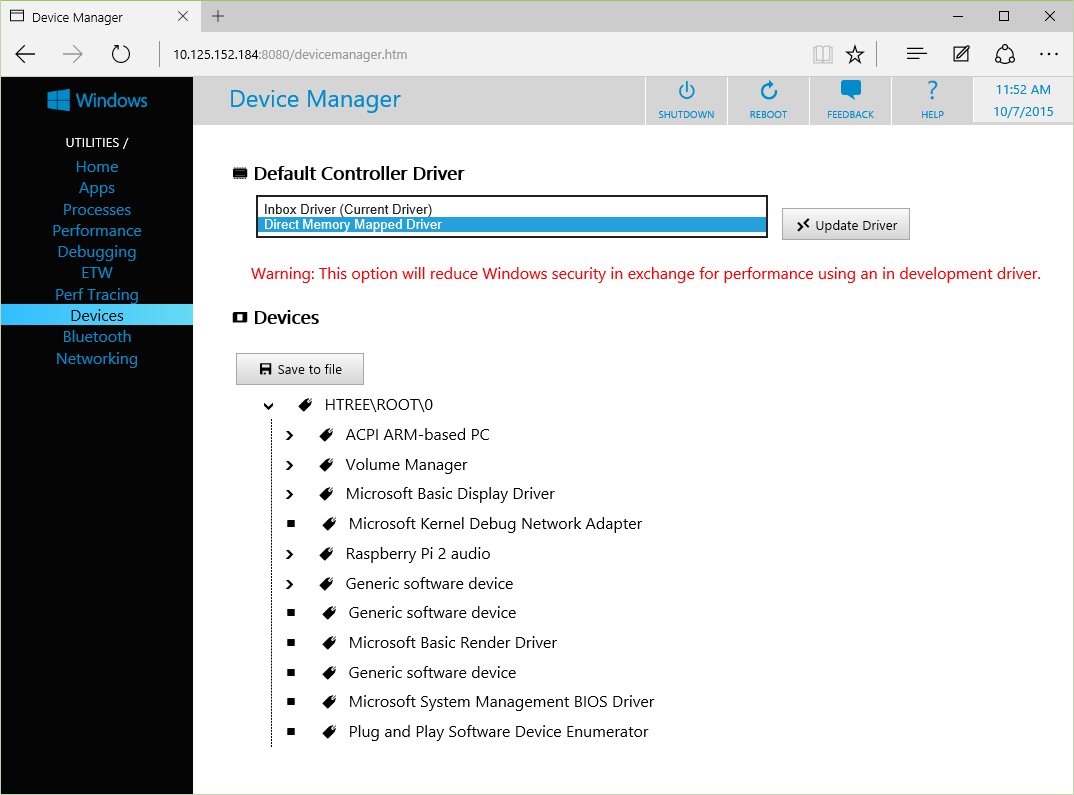 Device Manager
10.125.152.184:8080/devicemanager.htm
Windows
Device Manager
SHUTDOWN
REBOOT
FEEDBACK
? HELP
11:52 AM
10/7/2015
UTILITIES /
Home
Apps
Processes
Performance
Debugging
ETW
Perf Tracing
Devices
Bluetooth
Networking
Default Controller Driver
Inbox Driver (Current Driver)
Direct Memory Mapped Driver
Update Driver
Warning: This option will reduce Windows security in exchange for performance using an in development driver.
Devices
Save to file
HTREE\ROOT\0
ACPI ARM-based PC
Volume Manager
Microsoft Basic Display Driver
Microsoft Kernel Debug Network Adapter
Raspberry Pi 2 audio
Generic software device
Generic software device
Microsoft Basic Render Driver
Generic software device
Microsoft System Management BIOS Driver
Plug and Play Software Device Enumerator